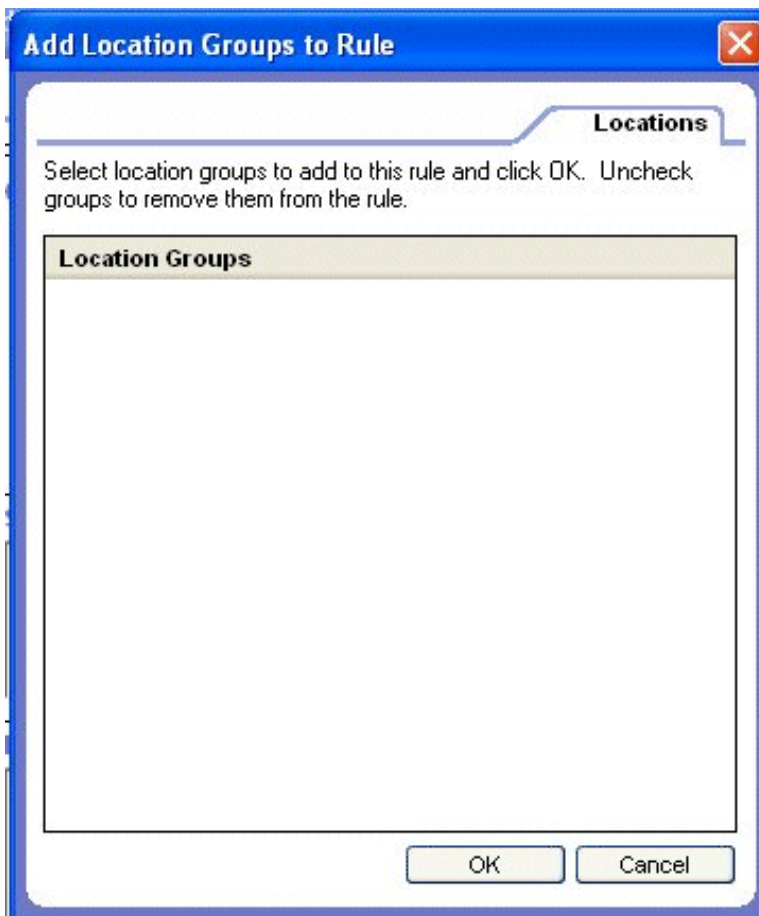 Add Location Groups to Rule
Locations
Select location groups to add to this rule and click OK.  Uncheck
groups to remove them from the rule.
Location Groups
OK
Cancel